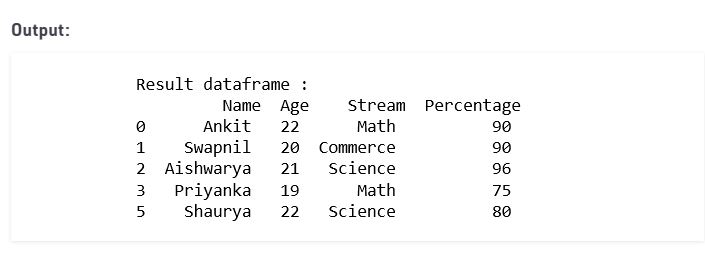 Output:
Result dataframe :
Name Age Stream Percentage
0 Ankit 22 Math 90
1 Swapnil 20 Commerce 90
2 Aishwarya 21 Science 96
3 Priyanka 19 Math 75
5 Shaurya 22 Science 80